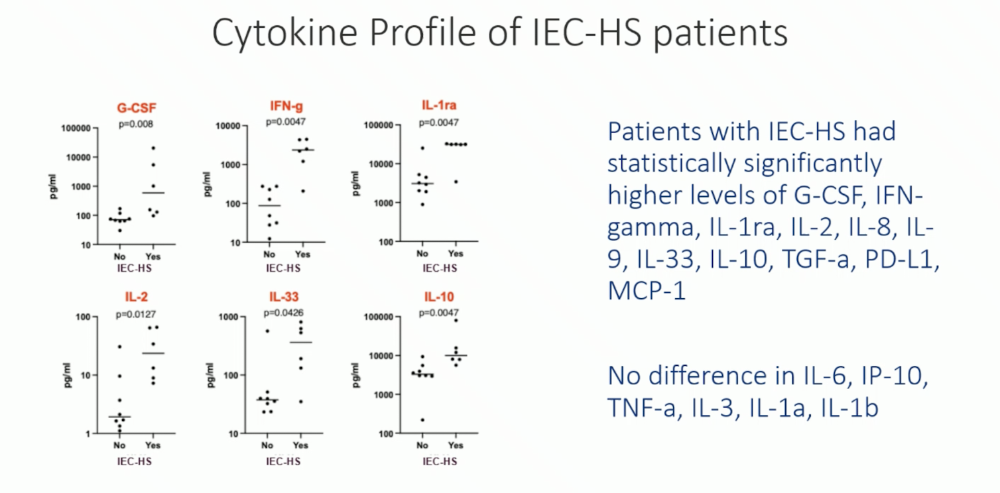 Cytokine Profile of IEC-HS patients
G-CSF
p=0.008
100000
10000
1000
100
10
pg/ml
No Yes
IEC-HS
IFN-g
p=0.0047
10000
1000
100
10
pg/ml
No Yes
IEC-HS
IL-1ra
p=0.0047
100000
10000
1000
100
pg/ml
No Yes
IEC-HS
IL-2
p=0.0127
100
10
1
pg/ml
No Yes
IEC-HS
IL-33
p=0.0426
1000
100
10
pg/ml
No Yes
IEC-HS
IL-10
p=0.0047
100000
10000
1000
100
pg/ml
No Yes
IEC-HS
Patients with IEC-HS had
statistically significantly
higher levels of G-CSF, IFN-
gamma, IL-1ra, IL-2, IL-8, IL-
9, IL-33, IL-10, TGF-a, PD-L1,
MCP-1
No difference in IL-6, IP-10,
TNF-a, IL-3, IL-1a, IL-1b